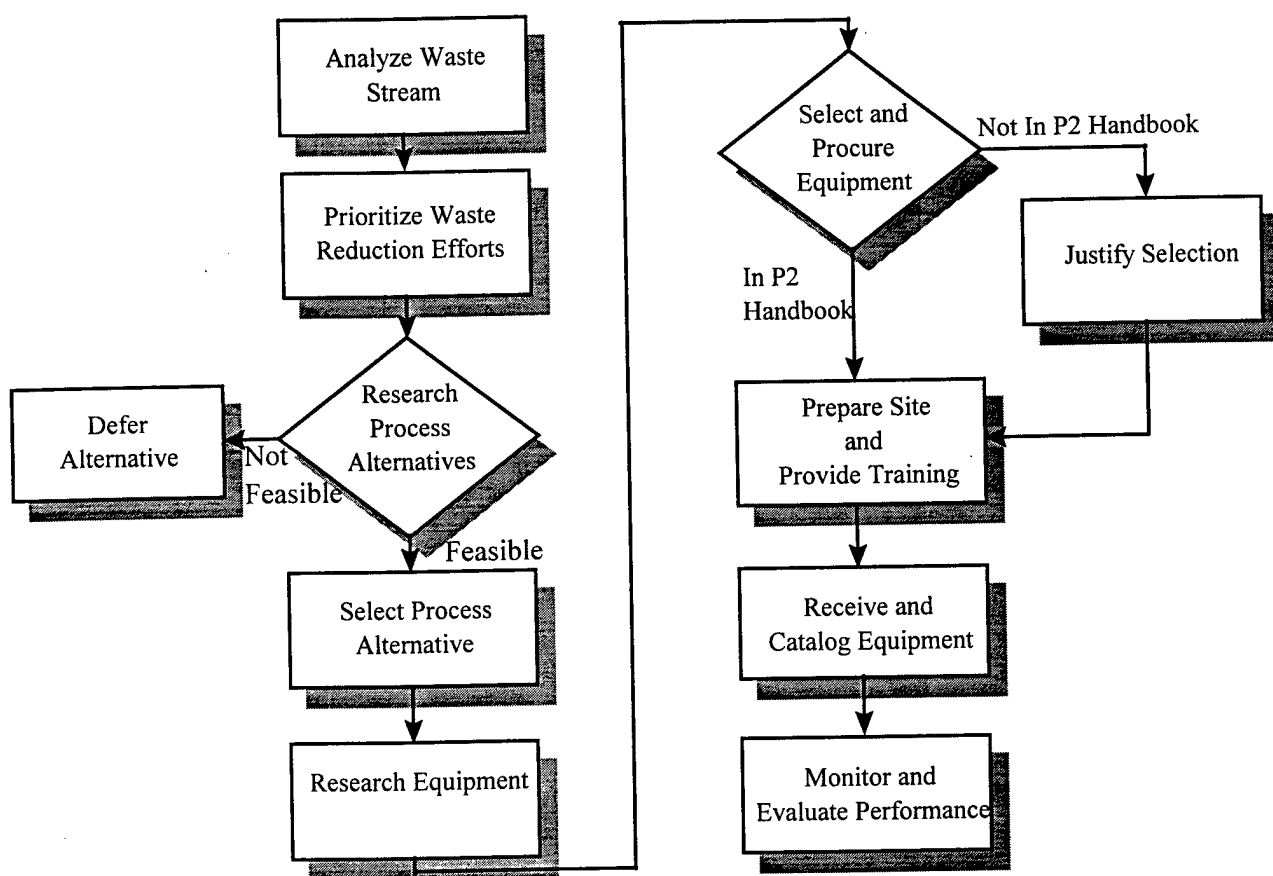 Analyze Waste
Stream
Prioritize Waste
Reduction Efforts
Research
Process
Alternatives
Defer
Alternative
Not
Feasible
Feasible
Select Process
Alternative
Research Equipment
Select and
Procure
Equipment
Not In P2 Handbook
Justify Selection
In P2
Handbook
Prepare Site
and
Provide Training
Receive and
Catalog Equipment
Monitor and
Evaluate Performance